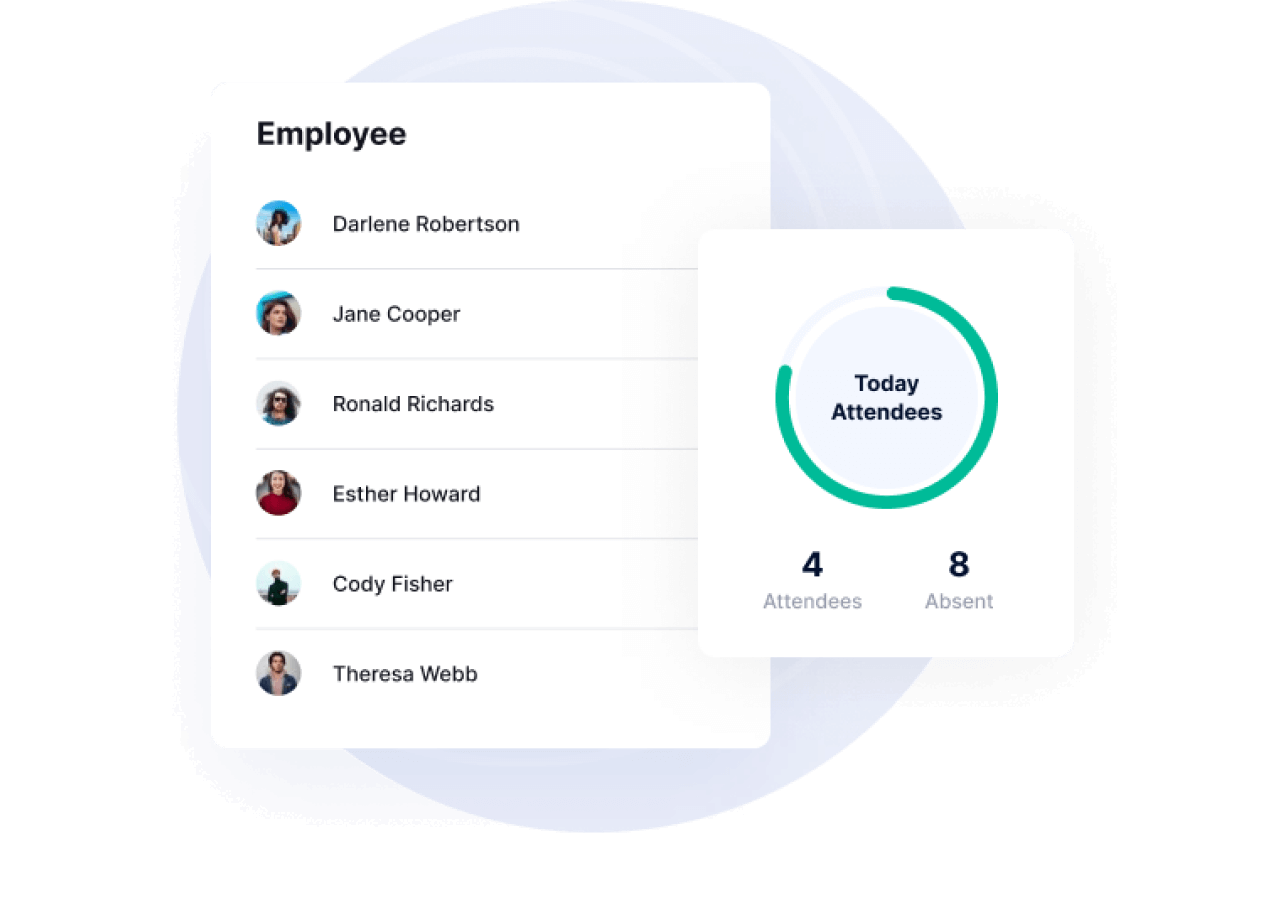 Employee
Darlene Robertson
Jane Cooper
Ronald Richards
Esther Howard
Cody Fisher
Theresa Webb
Today
Attendees
4 8
Attendees Absent